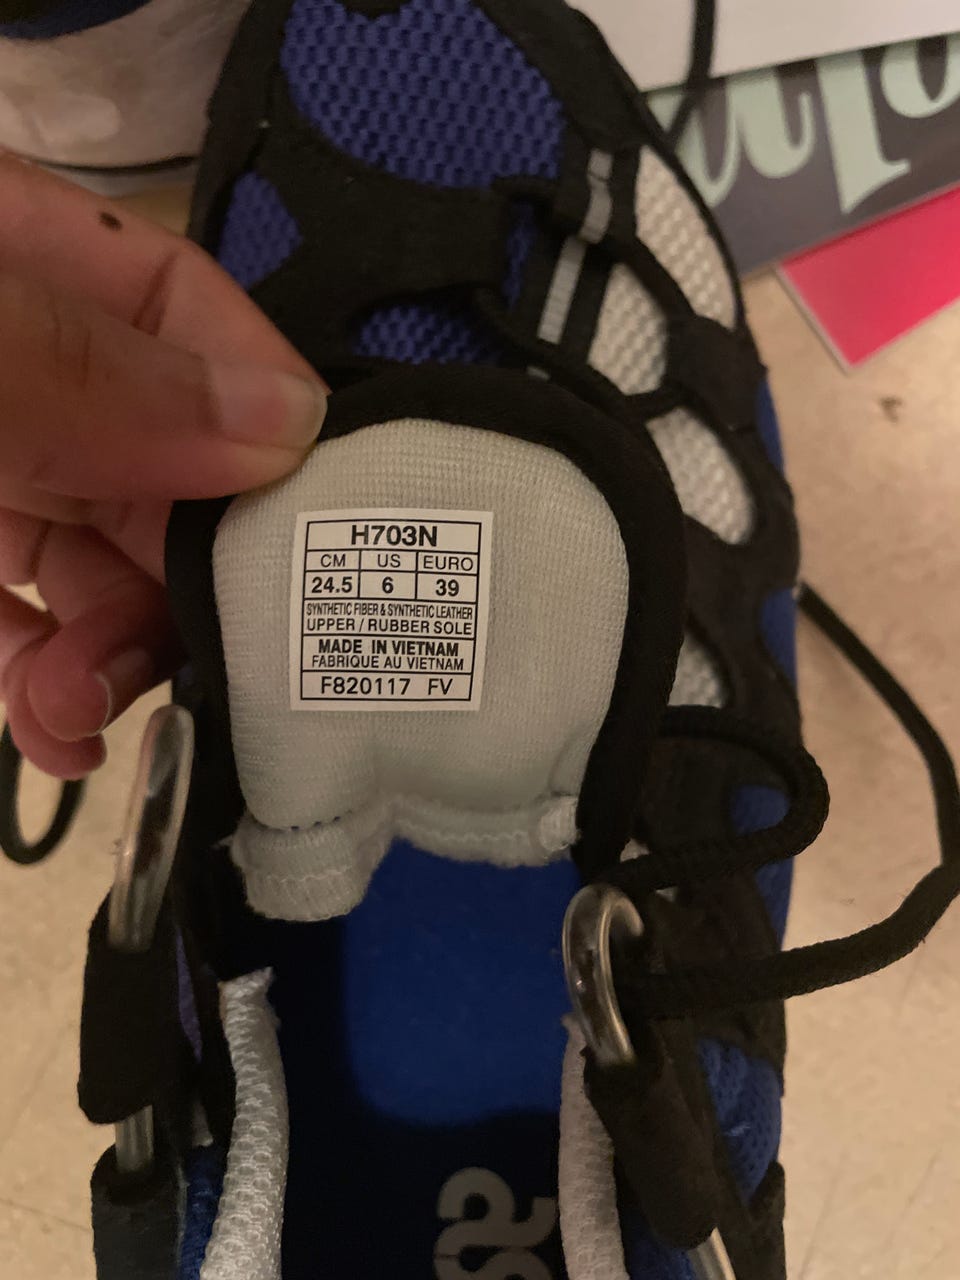 H703N
CM US EURO
24.5 6 39
SYNTHETIC FIBER & SYNTHETIC LEATHER
UPPER / RUBBER SOLE
MADE IN VIETNAM
FABRIQUE AU VIETNAM
F820117 FV